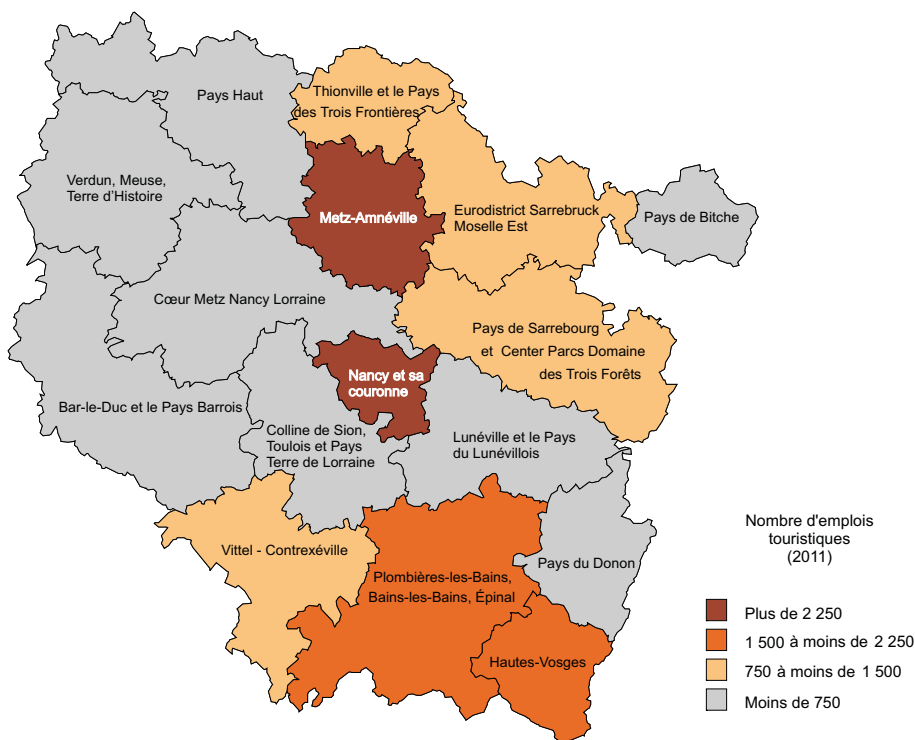 Pays Haut
Thionville et le Pays
des Trois Frontières
Verdun, Meuse,
Terre d'Histoire
Metz-Amnéville
Eurodistrict Sarrebruck
Moselle Est
Pays de Bitche
Cœur Metz Nancy Lorraine
Pays de Sarrebourg
et Center Parcs Domaine
des Trois Forêts
Nancy et sa
couronne
Bar-le-Duc et le Pays Barrois
Colline de Sion,
Toulois et Pays
Terre de Lorraine
Lunéville et le Pays
du Lunévillois
Vittel - Contrexéville
Plombières-les-Bains,
Bains-les-Bains, Épinal
Pays du Donon
Hautes-Vosges
Nombre d'emplois
touristiques
(2011)
Plus de 2 250
1 500 à moins de 2 250
750 à moins de 1 500
Moins de 750